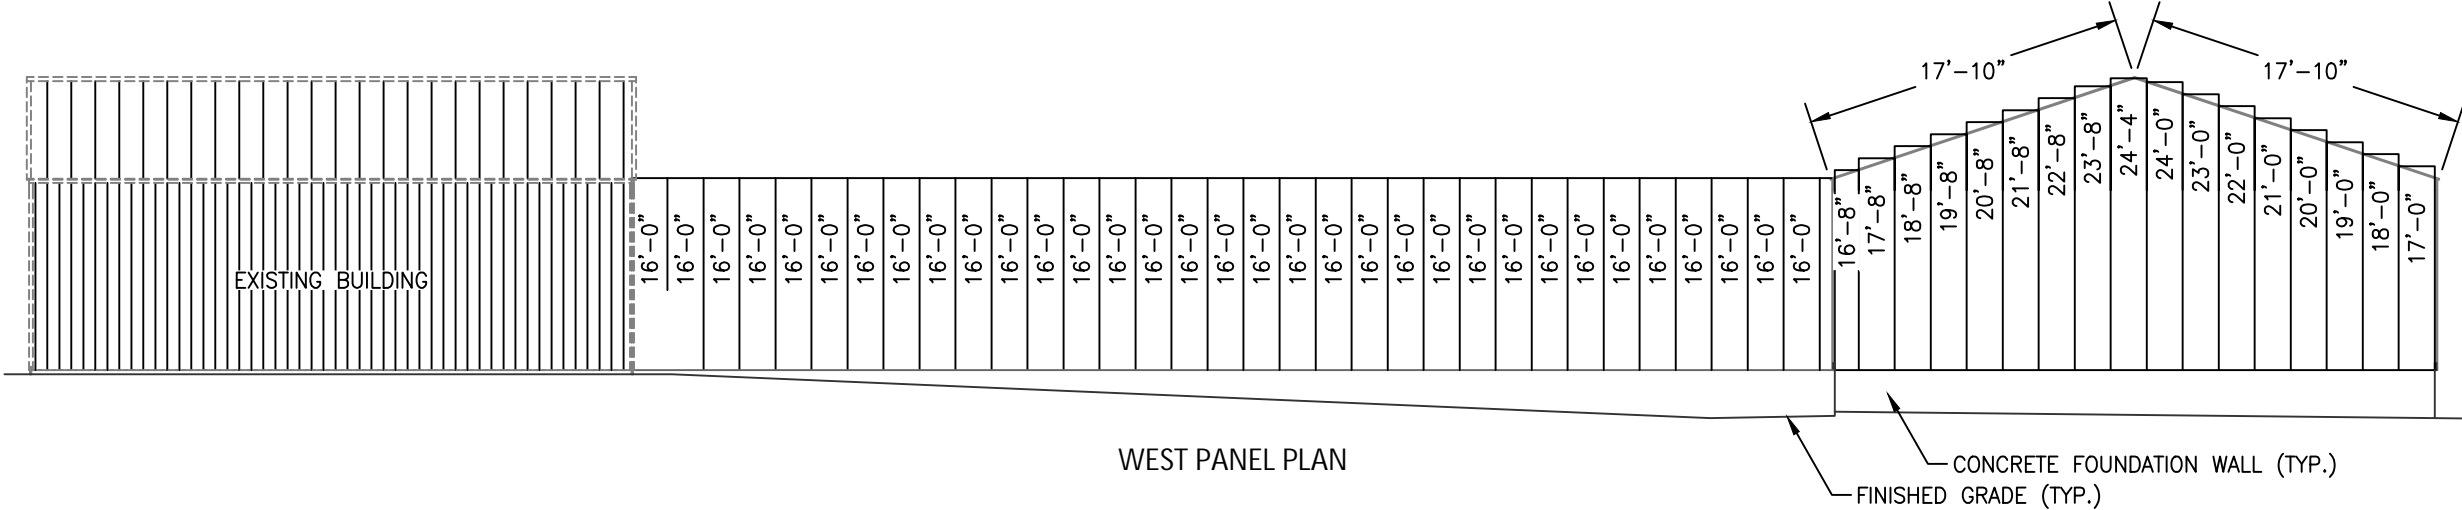 17'-10" 17'-10"
16'-0" 16'-0" 16'-0" 16'-0" 16'-0" 16'-0" 16'-0" 16'-0" 16'-0" 16'-0" 16'-0" 16'-0" 16'-0" 16'-0" 16'-0" 16'-0" 16'-0" 16'-0" 16'-0" 16'-0" 16'-0" 16'-0" 16'-0" 16'-0" 16'-0" 16'-0" 16'-0" 16'-0" 16'-0" 16'-0" 16'-0" 16'-0" 16'-0" 16'-8" 17'-8" 18'-8" 19'-8" 20'-8" 21'-8" 22'-8" 23'-8" 24'-4" 24'-0" 23'-0" 22'-0" 21'-0" 20'-0" 19'-0" 18'-0" 17'-0"
EXISTING BUILDING
WEST PANEL PLAN
CONCRETE FOUNDATION WALL (TYP.)
FINISHED GRADE (TYP.)